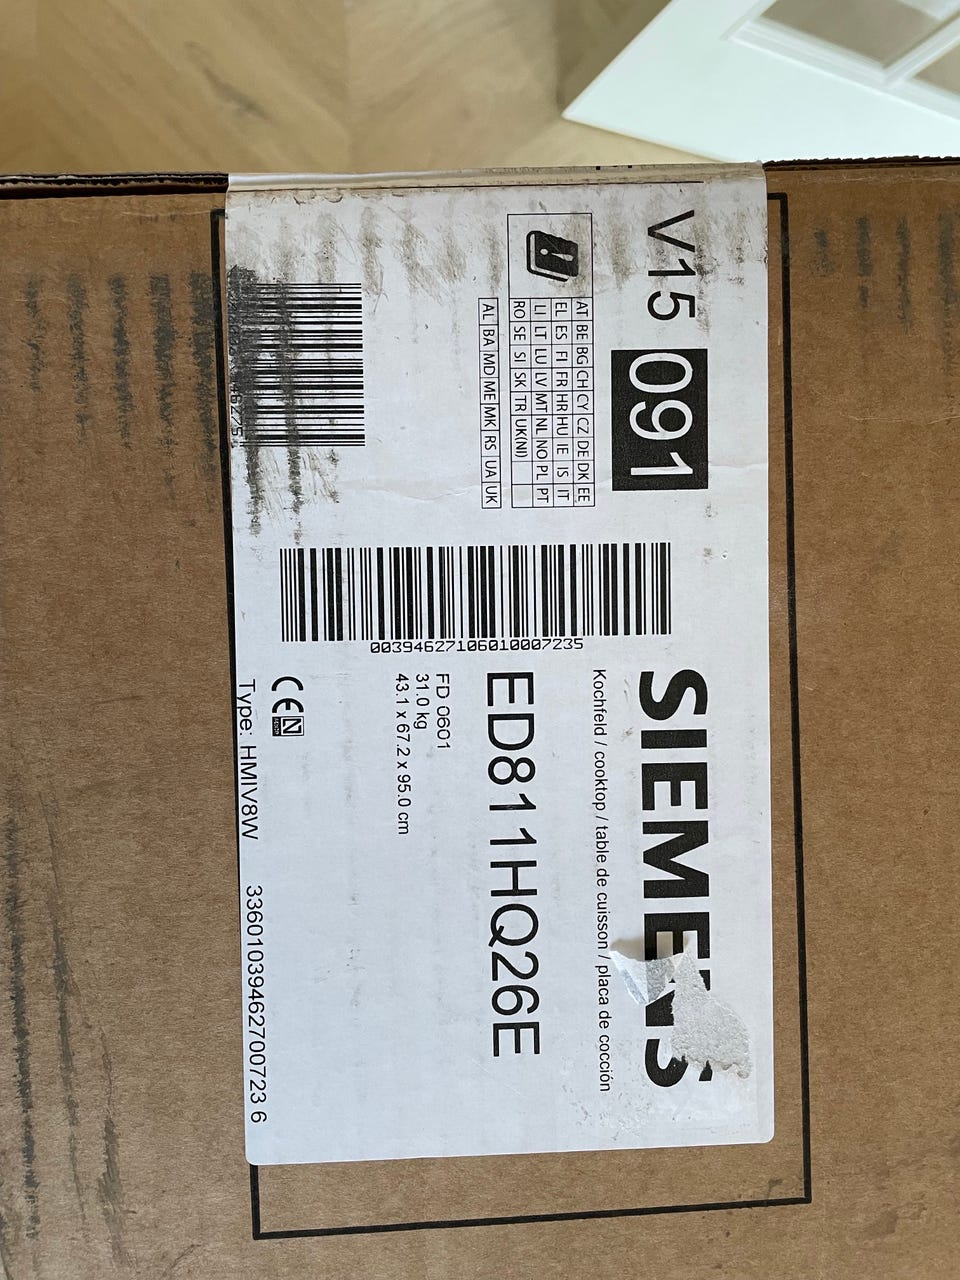 V15 091
AT BE BG CH CY CZ DE DK EE
EL ES FI FR HR HU IE IS IT
LI LT LU LV MT NL NO PL PT
RO SE SI SK TR UK(NI)
AL BA MD ME MK RS UA UK
SIEMENS
Kochfeld / cooktop / table de cuisson / placa de cocción
ED811HQ26E
FD 0601
31.0 kg
43.1 x 67.2 x 95.0 cm
00394627106010007235
CE
Type: HMIV8W 336010394627007236